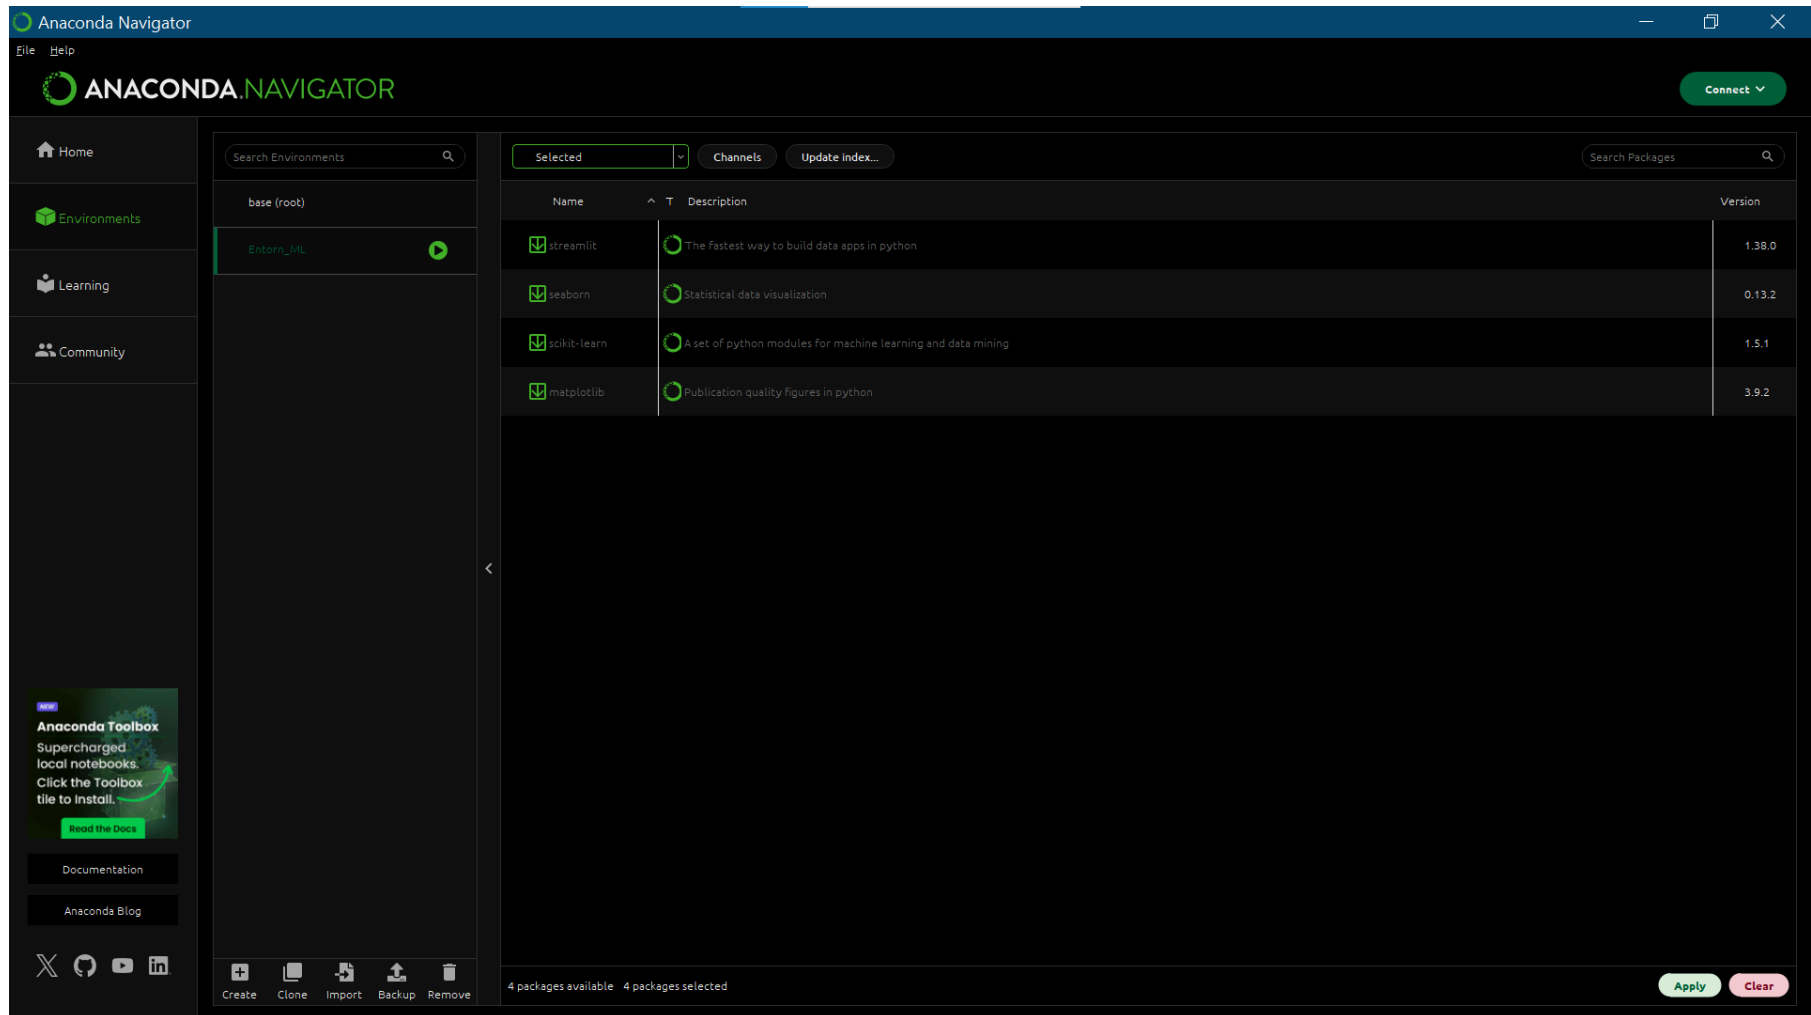 Anaconda Navigator
File Help
ANACONDA.NAVIGATOR
Connect
Home
Environments
Learning
Community
NEW
Anaconda Toolbox
Supercharged
local notebooks.
Click the Toolbox
tile to Install.
Read the Docs
Documentation
Anaconda Blog
Search Environments
base (root)
Entorn_ML
Create Clone Import Backup Remove
Selected Channels Update index... Search Packages
Name T Description Version
streamlit The fastest way to build data apps in python 1.38.0
seaborn Statistical data visualization 0.13.2
scikit-learn A set of python modules for machine learning and data mining 1.5.1
matplotlib Publication quality figures in python 3.9.2
4 packages available 4 packages selected
Apply Clear